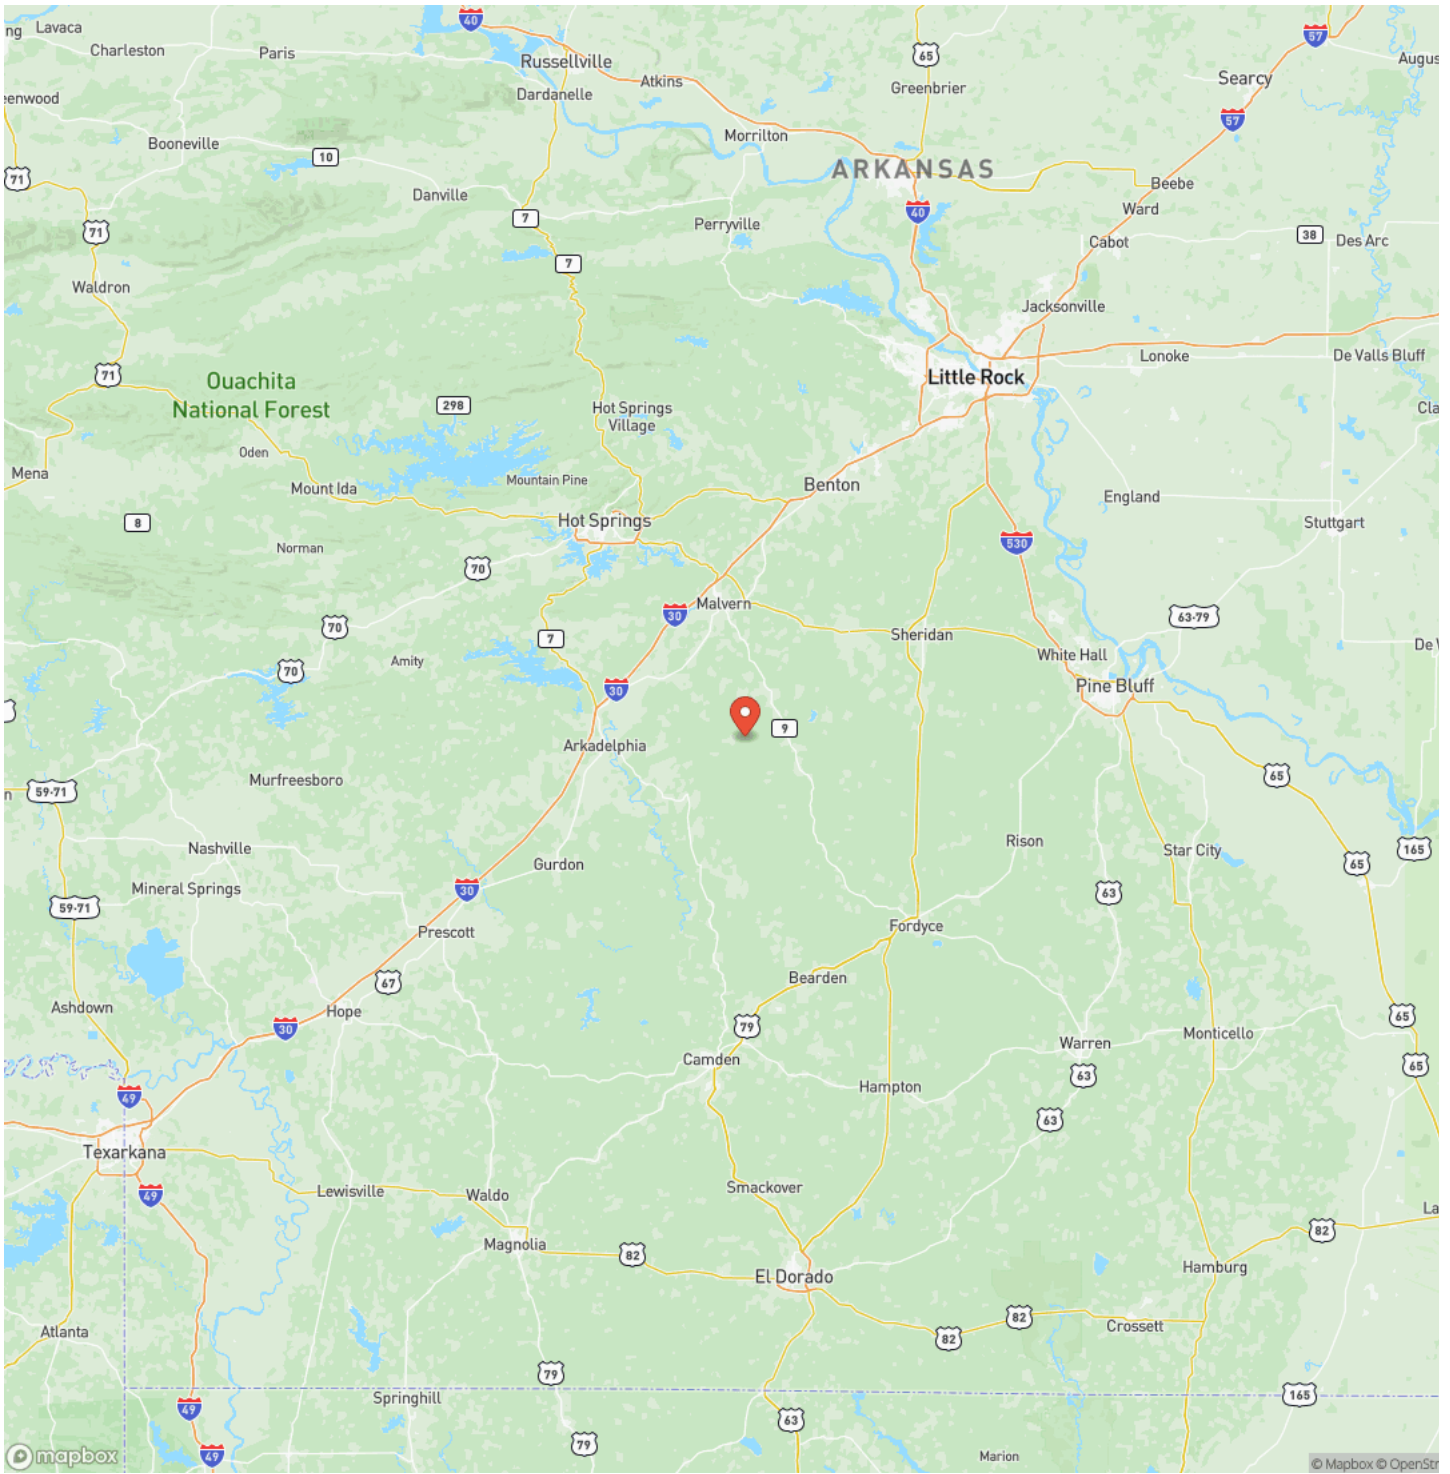 ng
Lavaca
40
57
Charleston
Paris
Russellville
65
Augus
Searcy
Atkins
Greenbrier
eenwood
Dardanelle
57
Booneville
Morrilton
10
ARKANSAS
71
Danville
Beebe
7
40
Ward
71
Perryville
38
Des Arc
Cabot
7
Waldron
Jacksonville
71
Lonoke
De Valls Bluff
Ouachita
National Forest
Little Rock
298
Hot Springs
Village
Cla
Oden
Mena
Mountain Pine
Mount Ida
Benton
England
8
Hot Springs
Stuttgart
Norman
530
70
Malvern
30
63-79
70
7
Sheridan
White Hall
De V
Amity
70
30
Pine Bluff
9
Arkadelphia
65
Murfreesboro
59-71
n
Nashville
Rison
Star City
165
Gurdon
65
Mineral Springs
30
63
59-71
Prescott
Fordyce
67
Bearden
Ashdown
Hope
65
30
79
Monticello
Warren
Camden
65
63
Hampton
49
63
Texarkana
49
Lewisville
Waldo
Smackover
La
82
Magnolia
82
Hamburg
El Dorado
82
Atlanta
82
Crossett
79
Springhill
165
49
63
79
49
mapbox
Marion
© Mapbox © OpenStr